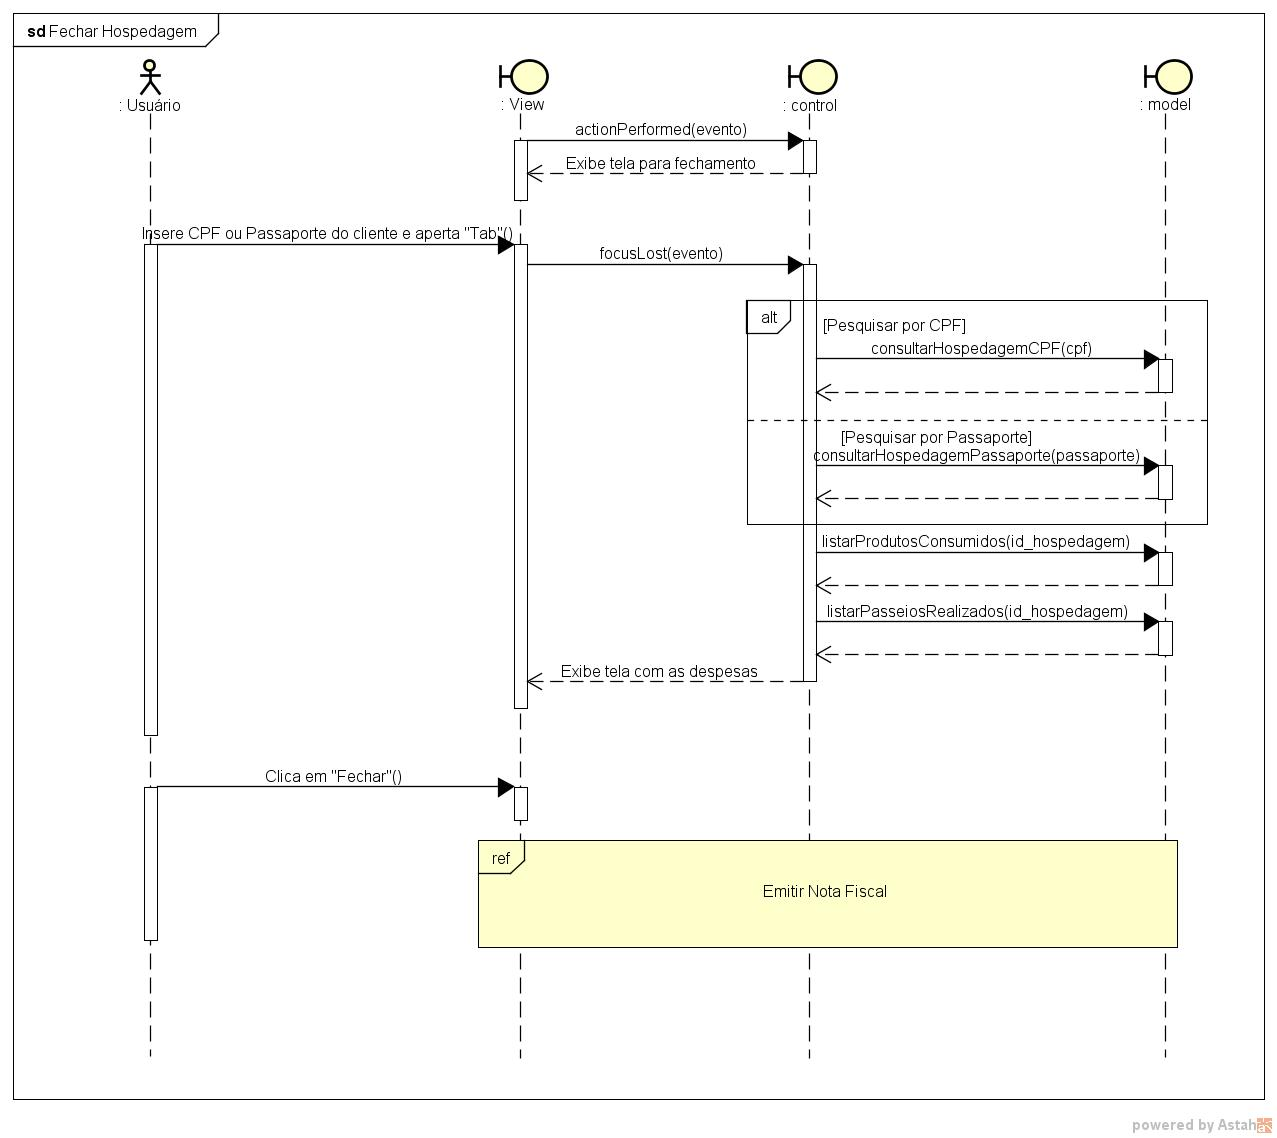 sd Fechar Hospedagem
: Usuário
: View
: control
: model
actionPerformed(evento)
Exibe tela para fechamento
Insere CPF ou Passaporte do cliente e aperta "Tab"()
focusLost(evento)
alt
[Pesquisar por CPF]
consultarHospedagemCPF(cpf)
[Pesquisar por Passaporte]
consultarHospedagemPassaporte(passaporte)
listarProdutosConsumidos(id_hospedagem)
listarPasseiosRealizados(id_hospedagem)
Exibe tela com as despesas
Clica em "Fechar"()
ref
Emitir Nota Fiscal
powered by Astah